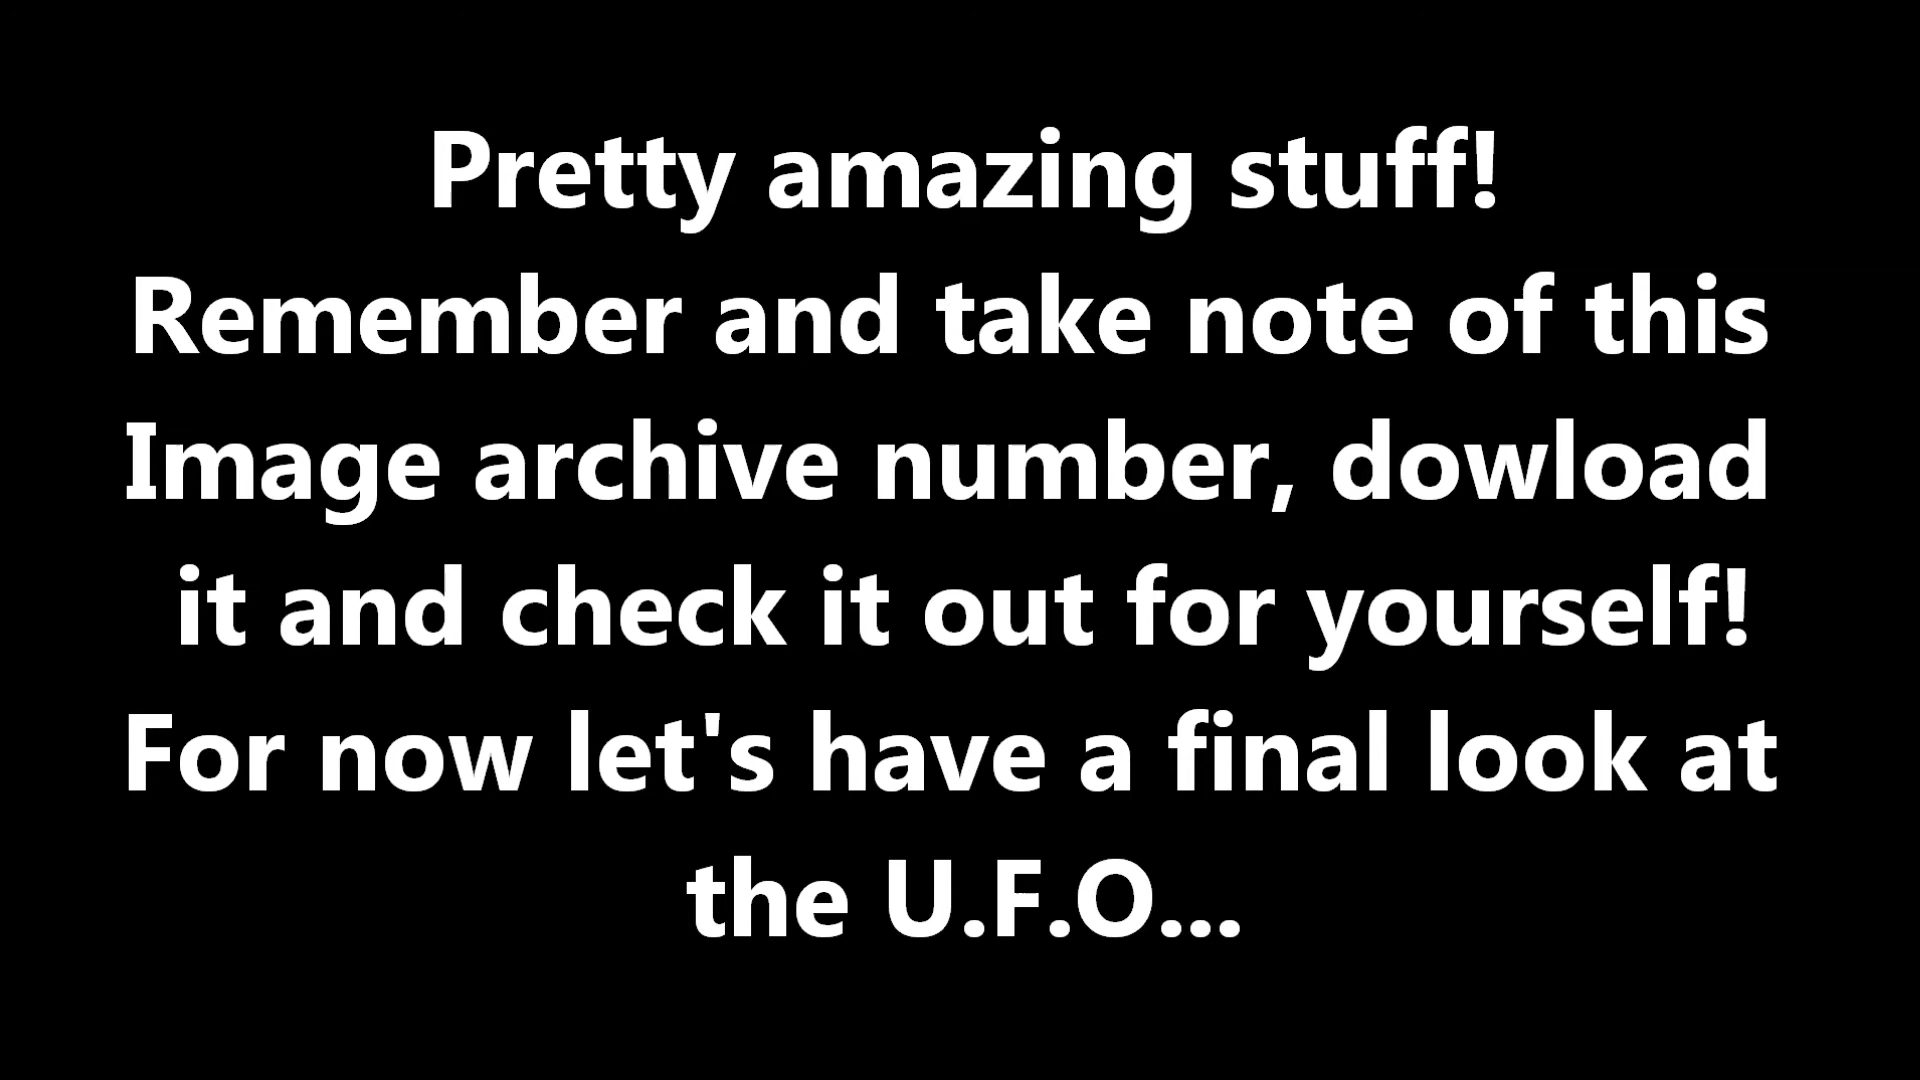 Pretty amazing stuff!
Remember and take note of this
Image archive number, dowload
it and check it out for yourself!
For now let's have a final look at
the U.F.O...